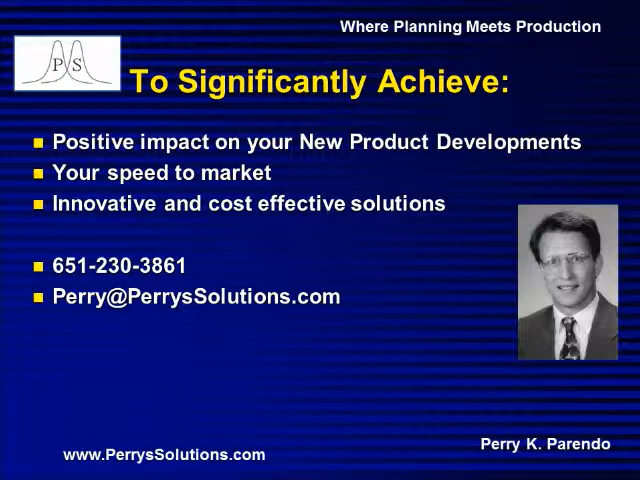 Where Planning Meets Production
P S
To Significantly Achieve:
Positive impact on your New Product Developments
Your speed to market
Innovative and cost effective solutions
651-230-3861
Perry@PerrysSolutions.com
Perry K. Parendo
www.PerrysSolutions.com